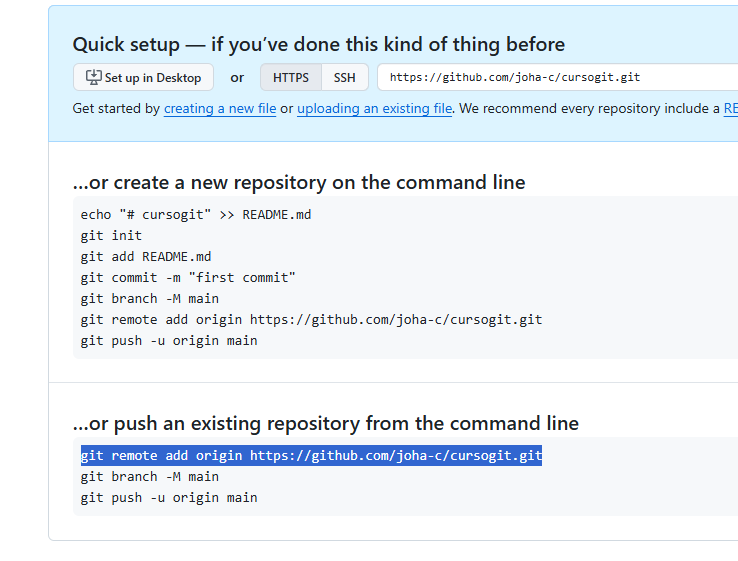 Quick setup — if you’ve done this kind of thing before
Set up in Desktop or HTTPS SSH https://github.com/joha-c/cursogit.git
Get started by creating a new file or uploading an existing file. We recommend every repository include a RE
…or create a new repository on the command line
echo "# cursogit" >> README.md
git init
git add README.md
git commit -m "first commit"
git branch -M main
git remote add origin https://github.com/joha-c/cursogit.git
git push -u origin main
…or push an existing repository from the command line
git remote add origin https://github.com/joha-c/cursogit.git
git branch -M main
git push -u origin main